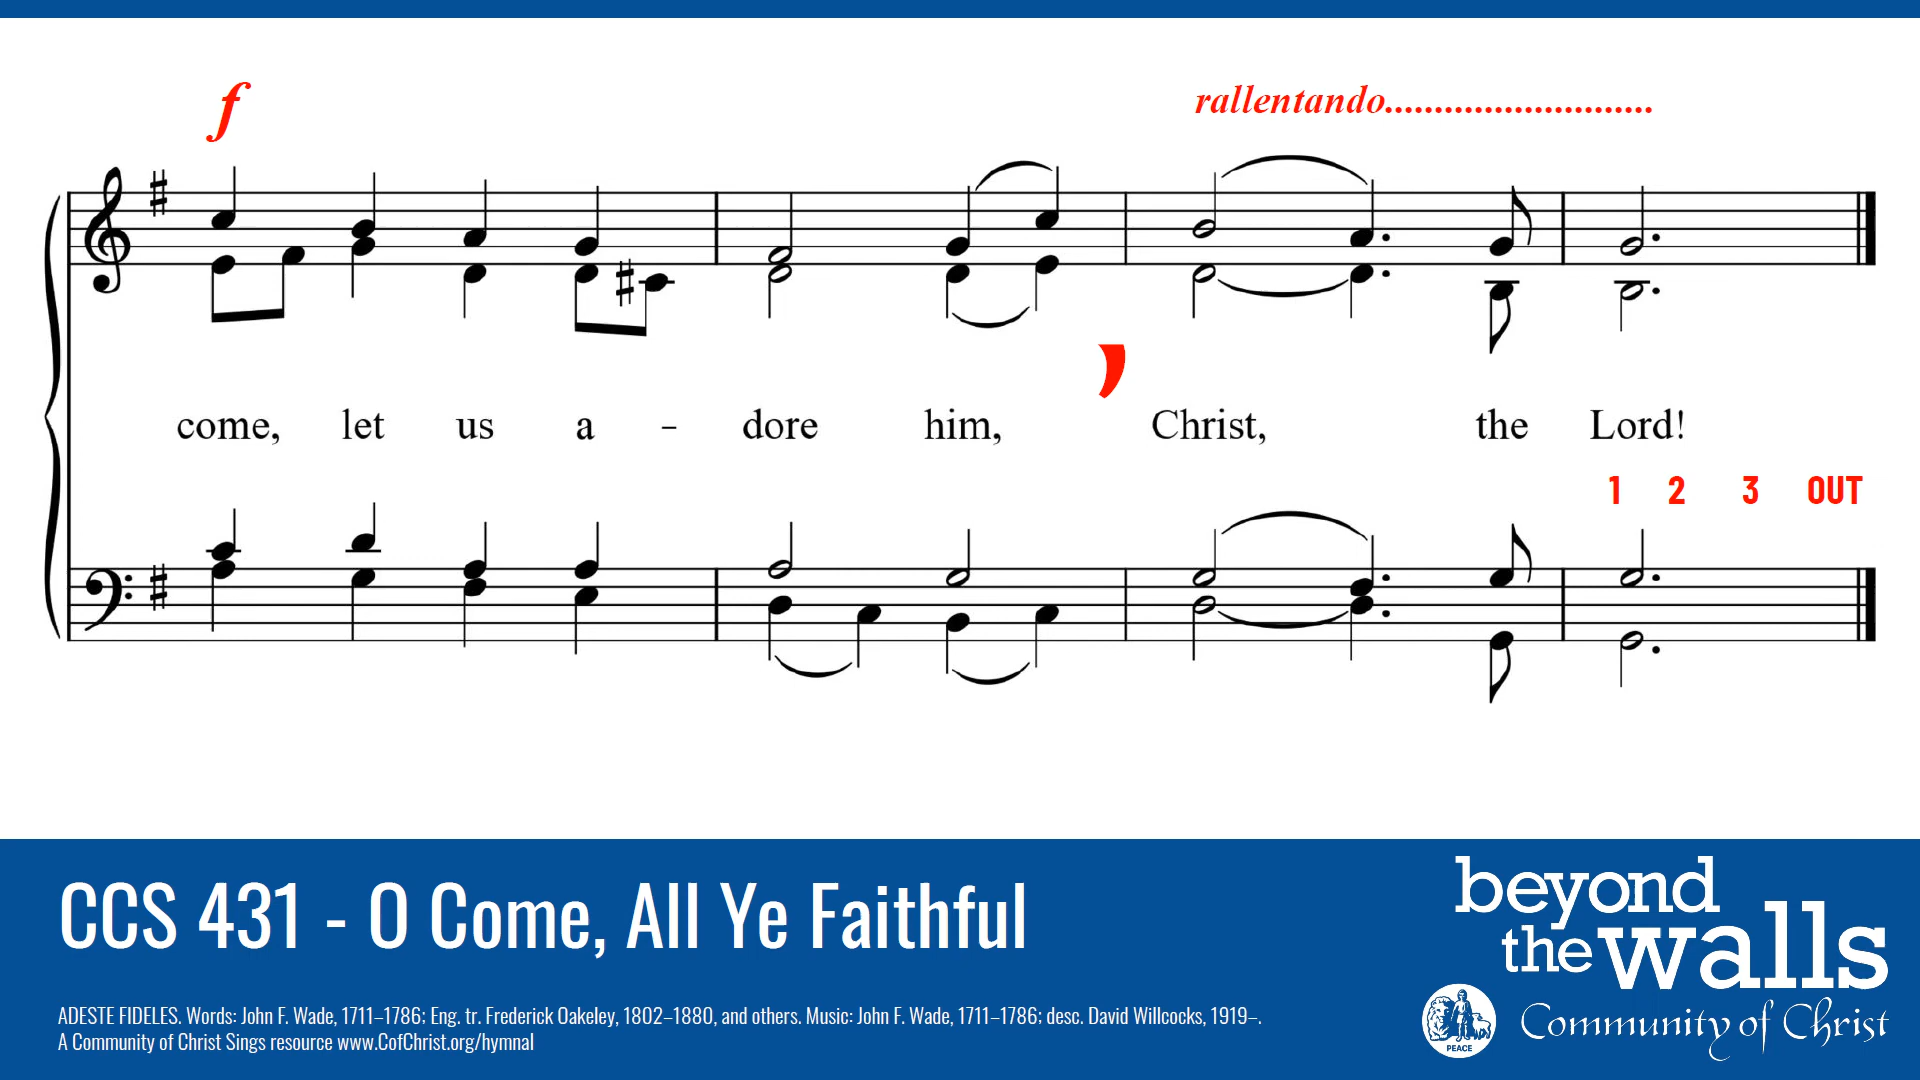 f
rallentando...........................
,
come, let us a - dore him, Christ, the Lord!
1 2 3 OUT
CCS 431 - O Come, All Ye Faithful
ADESTE FIDELES. Words: John F. Wade, 1711–1786; Eng. tr. Frederick Oakeley, 1802–1880, and others. Music: John F. Wade, 1711–1786; desc. David Willcocks, 1919–.
A Community of Christ Sings resource www.CofChrist.org/hymnal
beyond
the walls
Community of Christ
PEACE